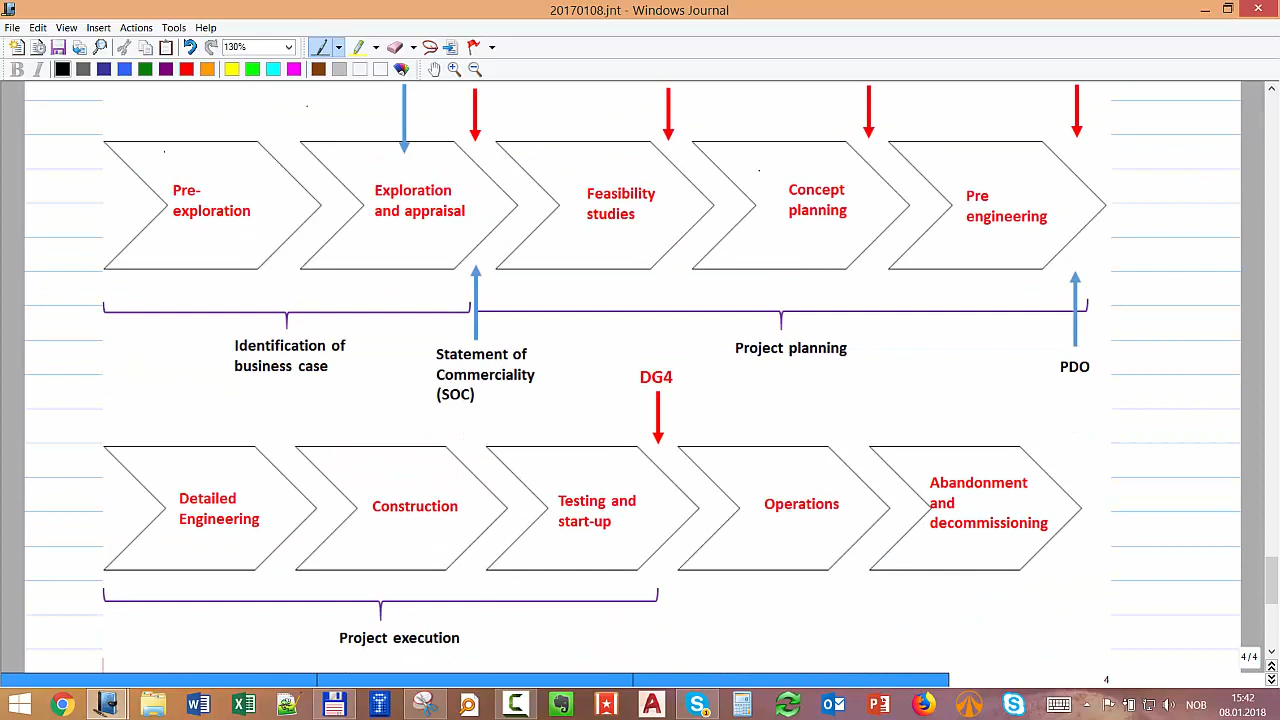 20170108.jnt - Windows Journal
File Edit View Insert Actions Tools Help
130%
B I
Pre-
exploration
Exploration
and appraisal
Feasibility
studies
Concept
planning
Pre
engineering
Identification of
business case
Statement of
Commerciality
(SOC)
Project planning
PDO
DG4
Detailed
Engineering
Construction
Testing and
start-up
Operations
Abandonment
and
decommissioning
Project execution
4/4
4
NOR
15:42
08.01.2018